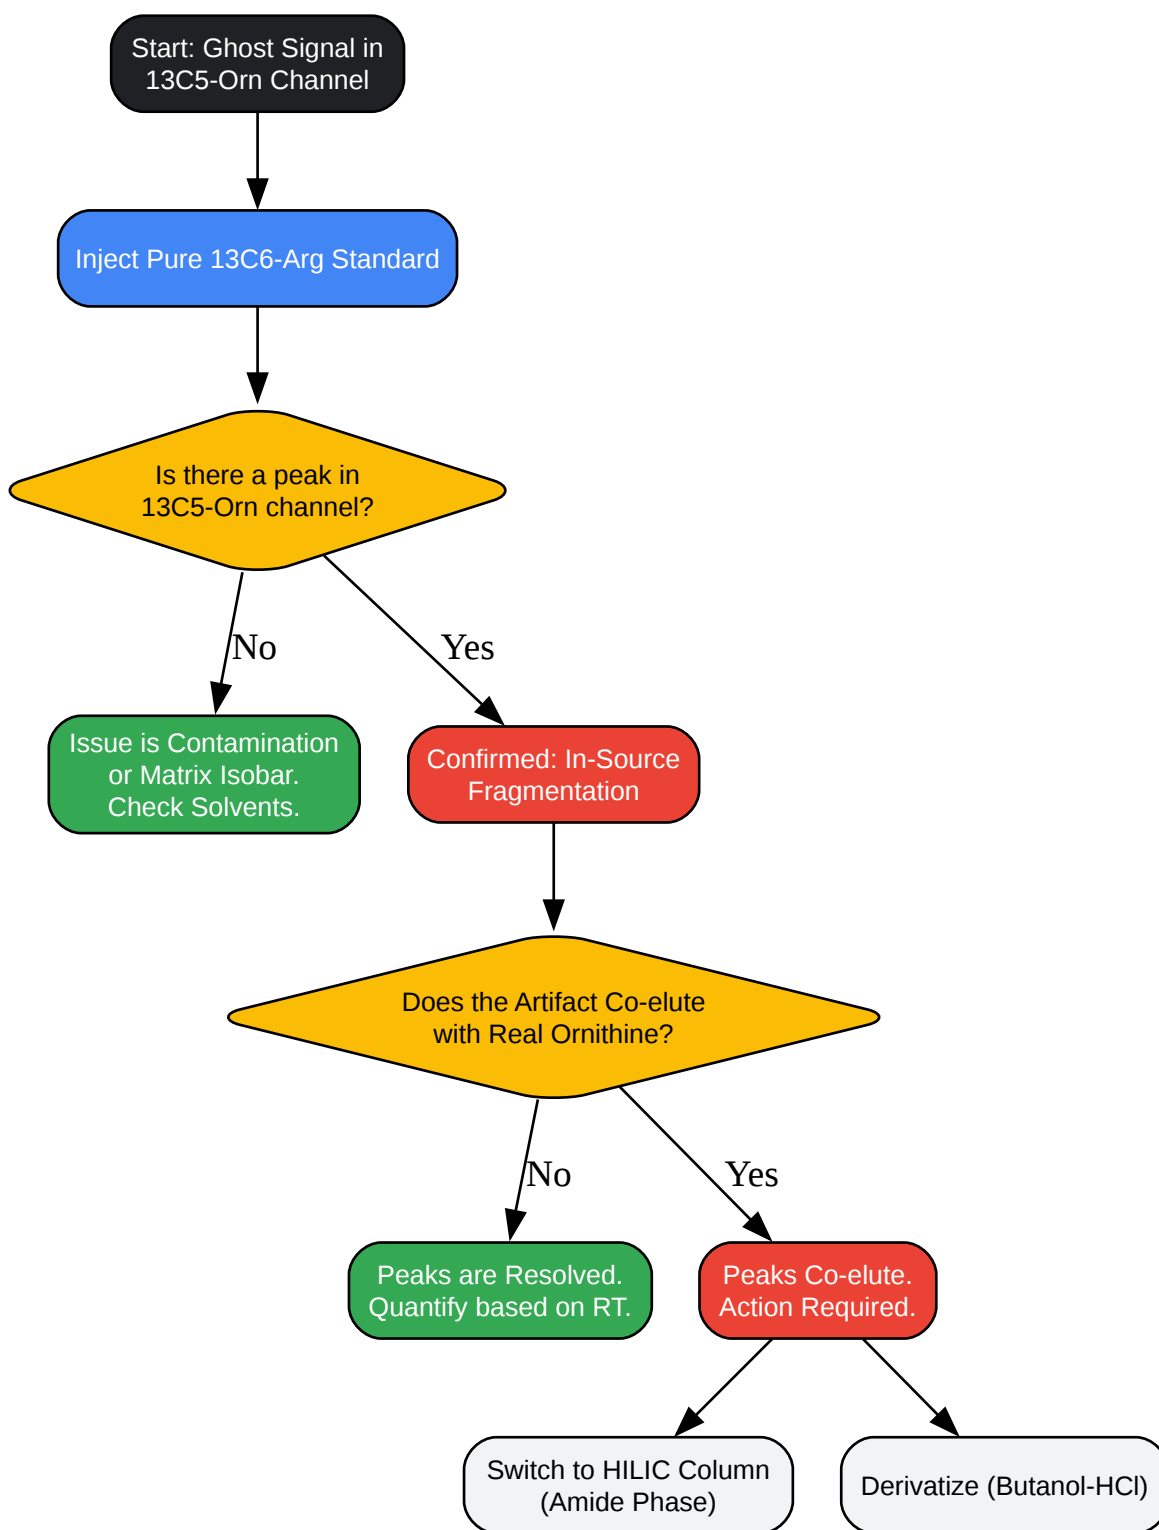 Start: Ghost Signal in
13C5-Orn Channel
Inject Pure 13C6-Arg Standard
Is there a peak in
13C5-Orn channel?
No
Yes
Issue is Contamination
or Matrix Isobar.
Check Solvents.
Confirmed: In-Source
Fragmentation
Does the Artifact Co-elute
with Real Ornithine?
No
Yes
Peaks are Resolved.
Quantify based on RT.
Peaks Co-elute.
Action Required.
Switch to HILIC Column
(Amide Phase)
Derivatize (Butanol-HCl)